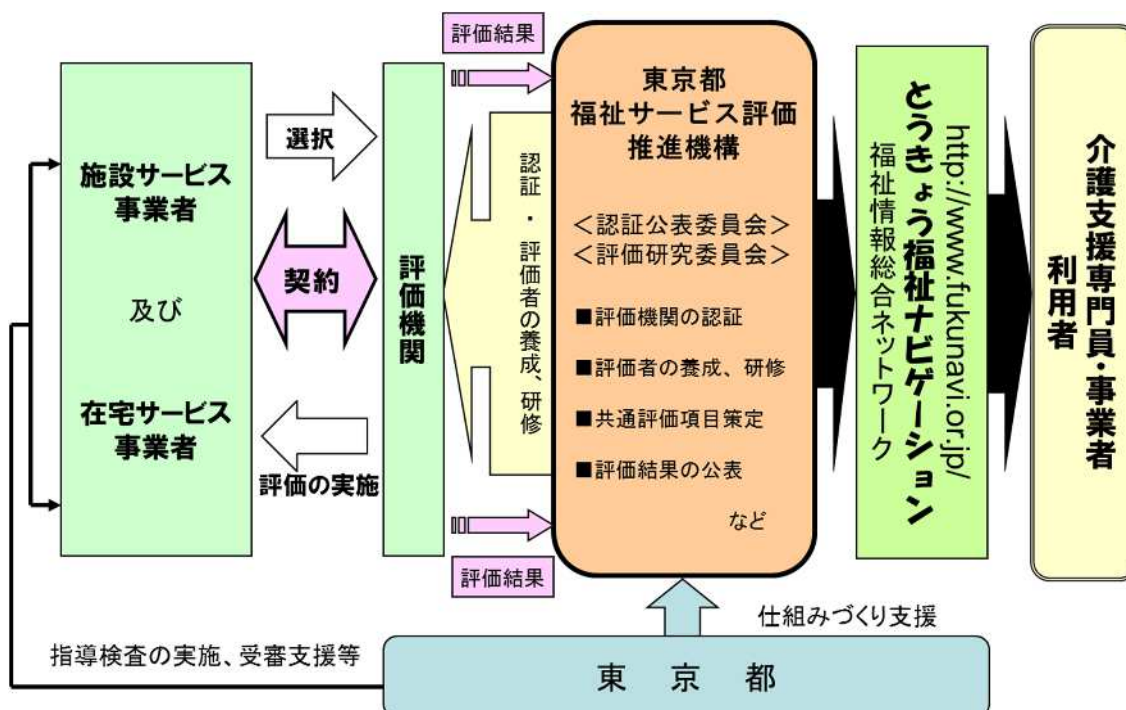 施設サービス
事業者
及び
在宅サービス
事業者
選択
契約
評価の実施
評価機関
評価結果
評価結果
認証・評価者の養成、研修
東京都
福祉サービス評価
推進機構
＜認証公表委員会＞
＜評価研究委員会＞
■評価機関の認証
■評価者の養成、研修
■共通評価項目策定
■評価結果の公表
など
http://www.fukunavi.or.jp/
とうきょう福祉ナビゲーション
福祉情報総合ネットワーク
介護支援専門員・事業者
利用者
仕組みづくり支援
指導検査の実施、受審支援等
東京都